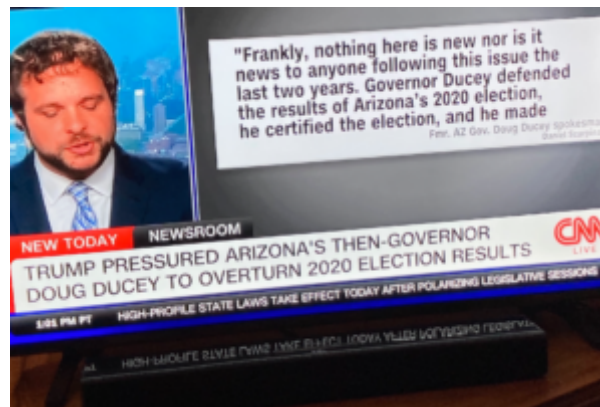 "Frankly, nothing here is new nor is it
news to anyone following this issue the
last two years. Governor Ducey defended
the results of Arizona's 2020 election,
he certified the election, and he made
Fmr. AZ Gov. Doug Ducey spokesma
Daniel
NEW TODAY NEWSROOM
TRUMP PRESSURED ARIZONA'S THEN-GOVERNOR
DOUG DUCEY TO OVERTURN 2020 ELECTION RESULTS
CNN
LIVE
1:01 PM PT HIGH-PROFILE STATE LAWS TAKE EFFECT TODAY AFTER POLARIZING LEGISLATIVE SESSIONS